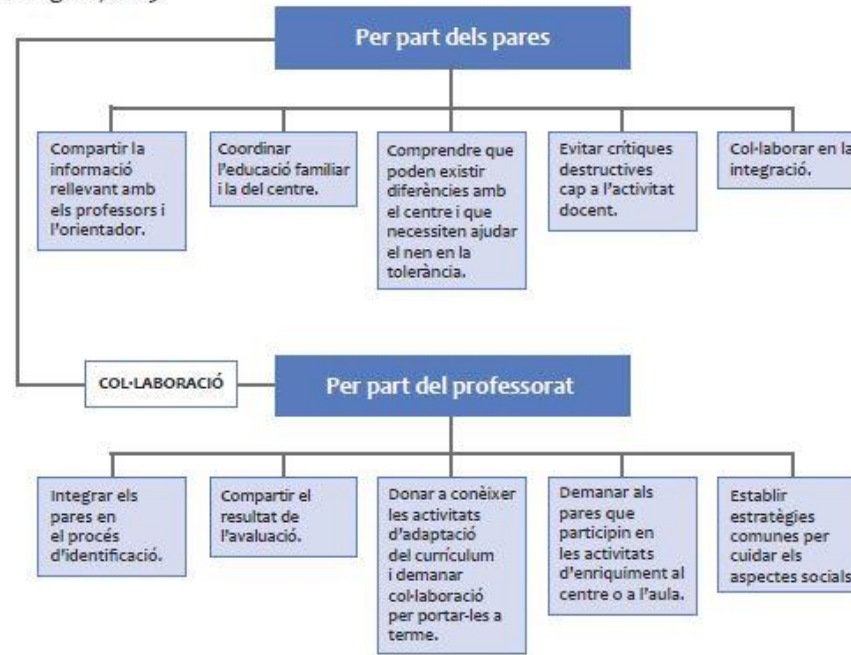 Per part dels pares
Compartir la
informació
rellevant amb
els professors i
l'orientador.
Coordinar
l'educació familiar
i la del centre.
Comprendre que
poden existir
diferències amb
el centre i que
necessiten ajudar
el nen en la
tolerància.
Evitar crítiques
destructives
cap a l'activitat
docent.
Col·laborar en la
integració.
COL·LABORACIÓ
Per part del professorat
Integrar els
pares en
el procés
d'identificació.
Compartir el
resultat de
l'avaluació.
Donar a conèixer
les activitats
d'adaptació
del currículum
i demanar
col·laboració
per portar-les a
terme.
Demanar als
pares que
participin en
les activitats
d'enriquiment al
centre o a l'aula.
Establir
estratègies
comunes per
cuidar els
aspectes socials